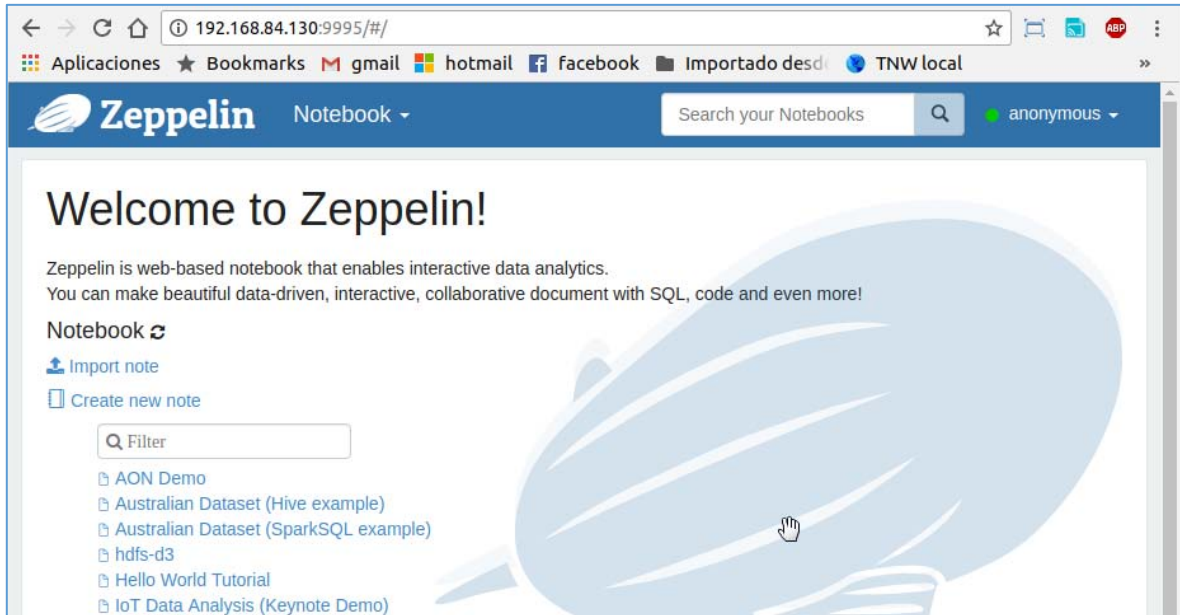 192.168.84.130:9995/#/
ABP
Aplicaciones Bookmarks gmail hotmail facebook Importado desd TNW local »
Zeppelin Notebook Search your Notebooks anonymous
Welcome to Zeppelin!
Zeppelin is web-based notebook that enables interactive data analytics.
You can make beautiful data-driven, interactive, collaborative document with SQL, code and even more!
Notebook
Import note
Create new note
Filter
AON Demo
Australian Dataset (Hive example)
Australian Dataset (SparkSQL example)
hdfs-d3
Hello World Tutorial
IoT Data Analysis (Keynote Demo)